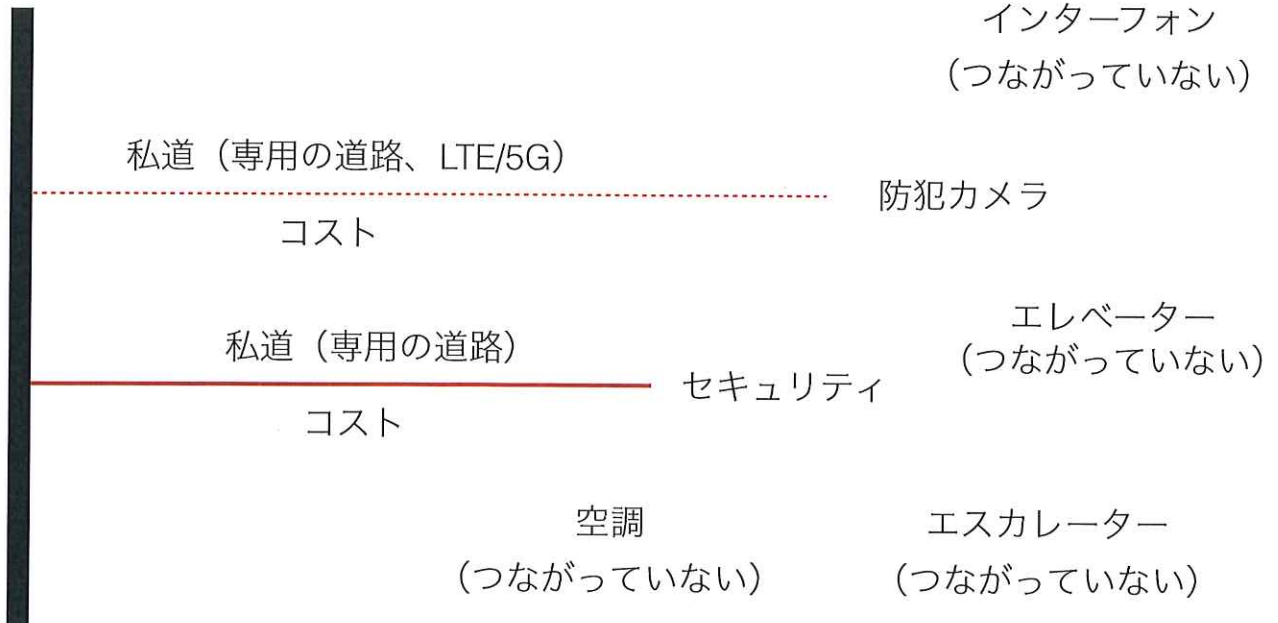 インターフォン
（つながっていない）
私道（専用の道路、LTE/5G）
防犯カメラ
コスト
エレベーター
（つながっていない）
私道（専用の道路）
セキュリティ
コスト
空調
（つながっていない）
エスカレーター
（つながっていない）